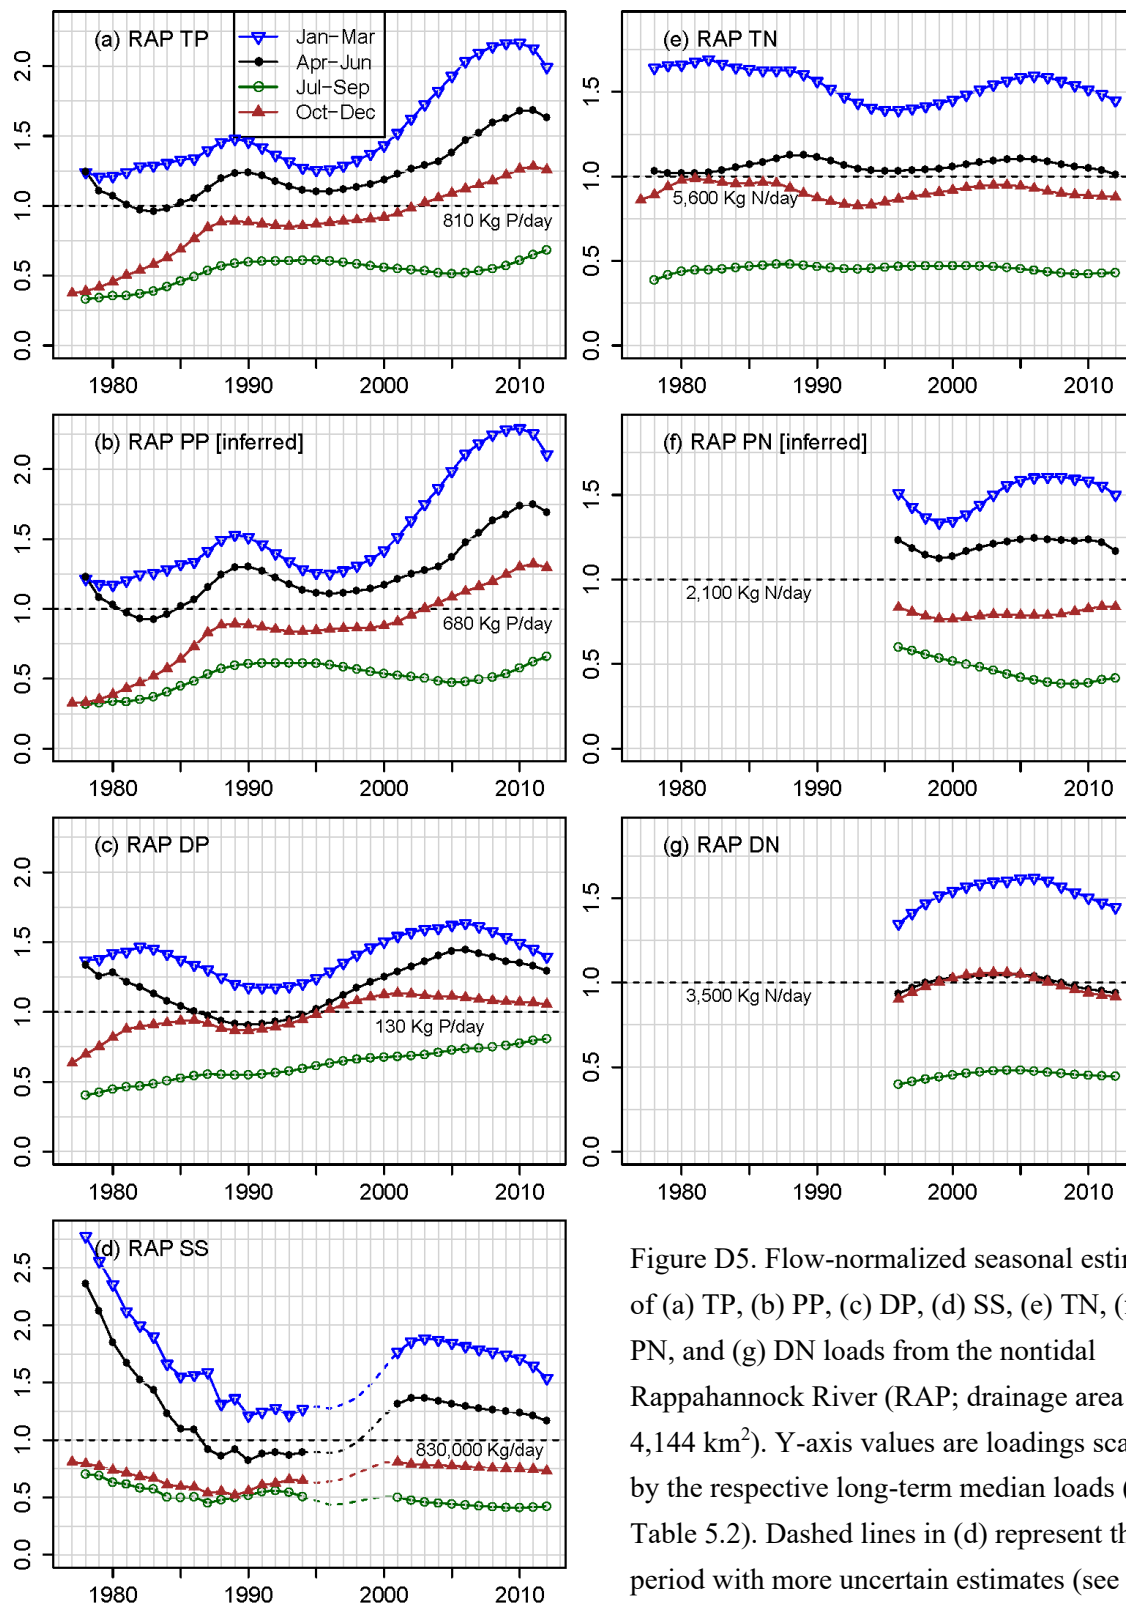 (a) RAP TP
Jan-Mar
Apr-Jun
Jul-Sep
Oct-Dec
810 Kg P/day
0.0 0.5 1.0 1.5 2.0
1980 1990 2000 2010
(b) RAP PP [inferred]
680 Kg P/day
0.0 0.5 1.0 1.5 2.0
1980 1990 2000 2010
(c) RAP DP
130 Kg P/day
0.0 0.5 1.0 1.5 2.0
1980 1990 2000 2010
(d) RAP SS
830,000 Kg/day
0.0 0.5 1.0 1.5 2.5
1980 1990 2000 2010
(e) RAP TN
5,600 Kg N/day
0.0 0.5 1.0 1.5
1980 1990 2000 2010
(f) RAP PN [inferred]
2,100 Kg N/day
0.0 0.5 1.0 1.5
1980 1990 2000 2010
(g) RAP DN
3,500 Kg N/day
0.0 0.5 1.0 1.5
1980 1990 2000 2010
Figure D5. Flow-normalized seasonal
of (a) TP, (b) PP, (c) DP, (d) SS, (e) TN,
PN, and (g) DN loads from the nontidal
Rappahannock River (RAP; drainage area
4,144 km²). Y-axis values are loadings
by the respective long-term median loads (
Table 5.2). Dashed lines in (d) represent
period with more uncertain estimates (see